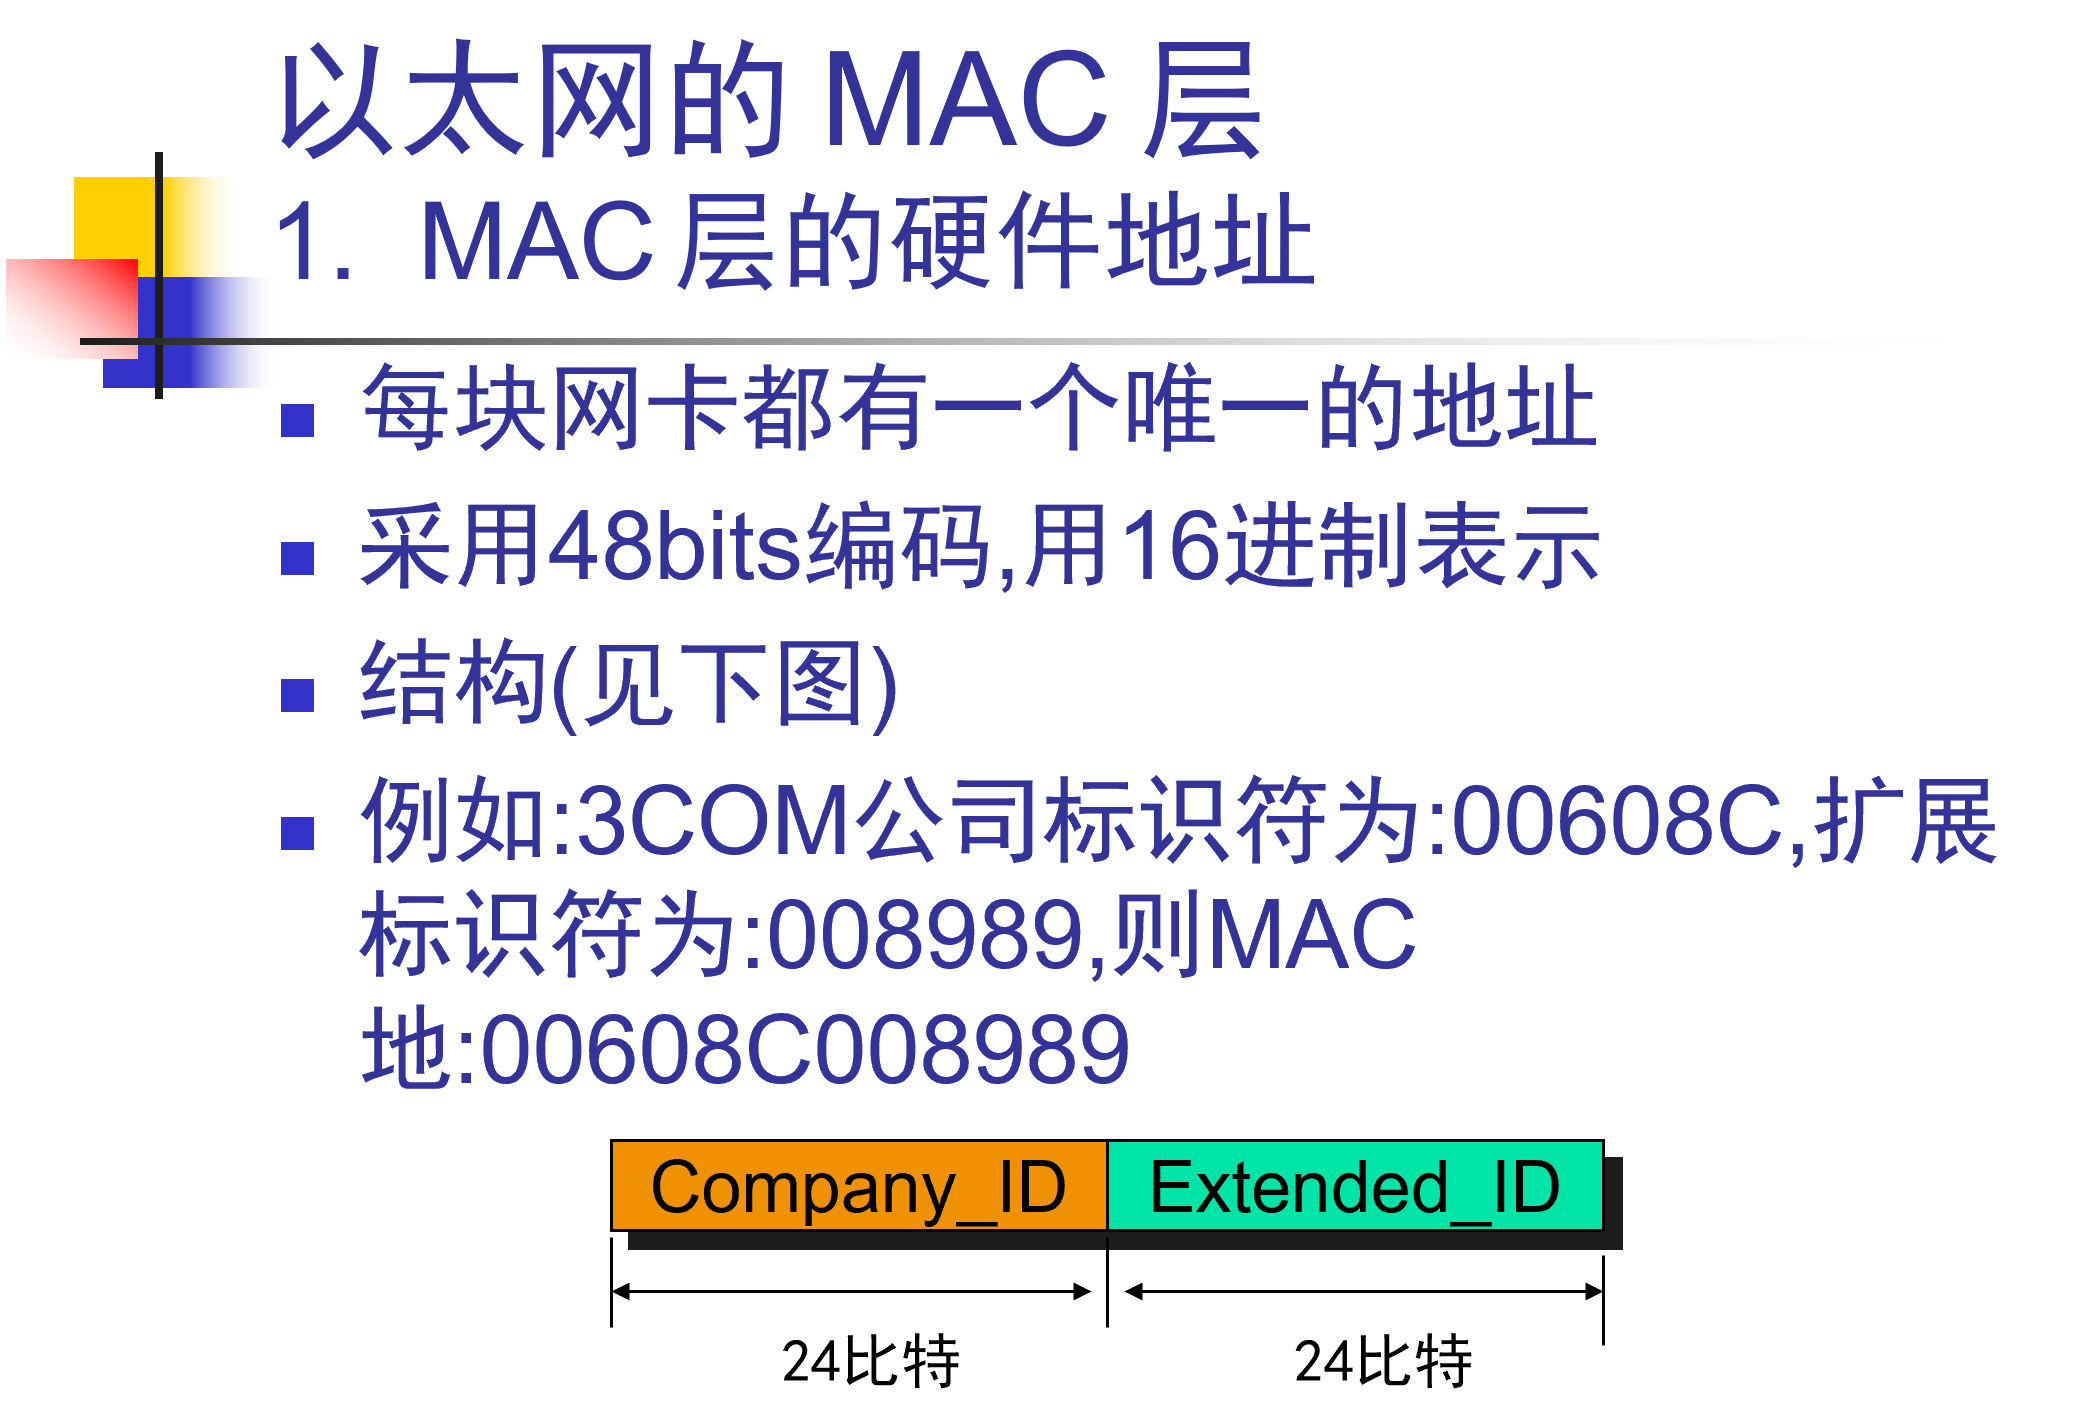 以太网的 MAC 层
1. MAC层的硬件地址
每块网卡都有一个唯一的地址
采用48bits编码,用16进制表示
结构(见下图)
例如:3COM公司标识符为:00608C,扩展
标识符为:008989,则MAC
地:00608C008989
Company_ID Extended_ID
24比特 24比特